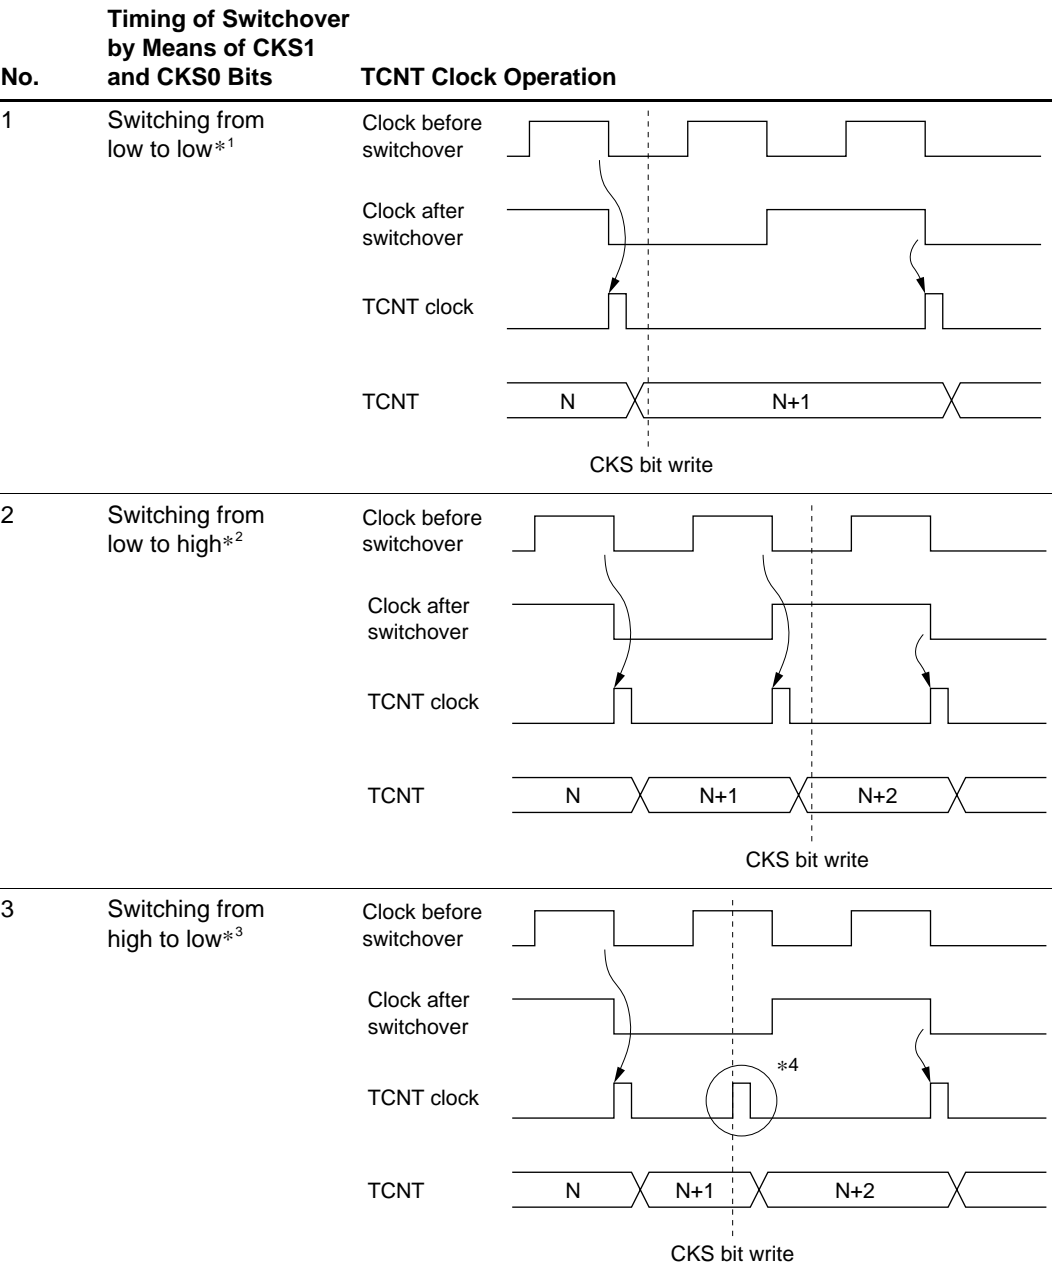 Timing of Switchover
by Means of CKS1
No. and CKS0 Bits TCNT Clock Operation
1 Switching from Clock before
low to low*1 switchover
Clock after
switchover
TCNT clock
TCNT N N+1
CKS bit write
2 Switching from Clock before
low to high*2 switchover
Clock after
switchover
TCNT clock
TCNT N N+1 N+2
CKS bit write
3 Switching from Clock before
high to low*3 switchover
Clock after
switchover
*4
TCNT clock
TCNT N N+1 N+2
CKS bit write